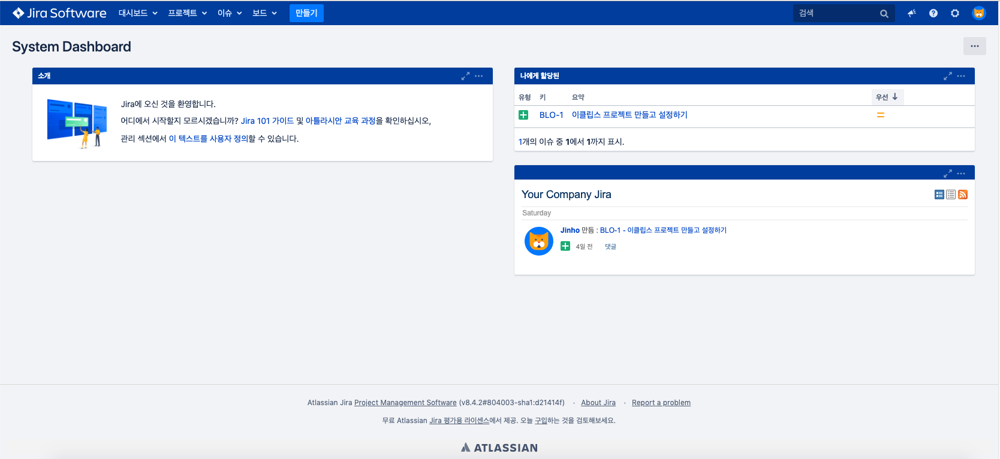 Jira Software 대시보드 프로젝트 이슈 보드 만들기 검색
System Dashboard
소개
Jira에 오신 것을 환영합니다.
어디에서 시작할지 모르시겠습니까? Jira 101 가이드 및 아틀라시안 교육 과정을 확인하십시오,
관리 섹션에서 이 텍스트를 사용자 정의할 수 있습니다.
나에게 할당된
유형 키 요약 우선
BLO-1 이클립스 프로젝트 만들고 설정하기
1개의 이슈 중 1에서 1까지 표시.
Your Company Jira
Saturday
Jinho 만듬 : BLO-1 - 이클립스 프로젝트 만들고 설정하기
4일 전 댓글
Atlassian Jira Project Management Software (v8.4.2#804003-sha1:d21414f) · About Jira · Report a problem
무료 Atlassian Jira 평가용 라이센스에서 제공. 오늘 구입하는 것을 검토해보세요.
ATLASSIAN